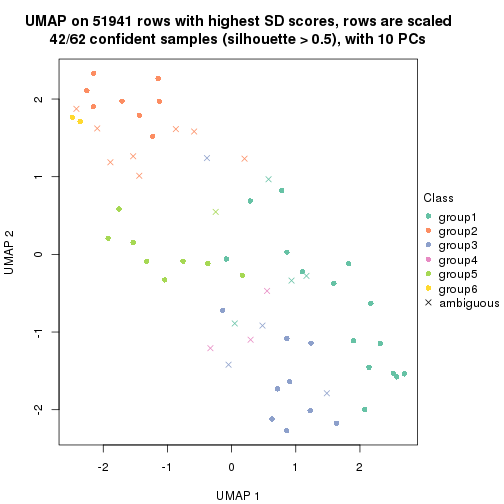 UMAP on 51941 rows with highest SD scores, rows are scaled
42/62 confident samples (silhouette > 0.5), with 10 PCs
UMAP 2
2
1
0
-1
-2
-2
-1
0
1
2
UMAP 1
Class
group1
group2
group3
group4
group5
group6
ambiguous